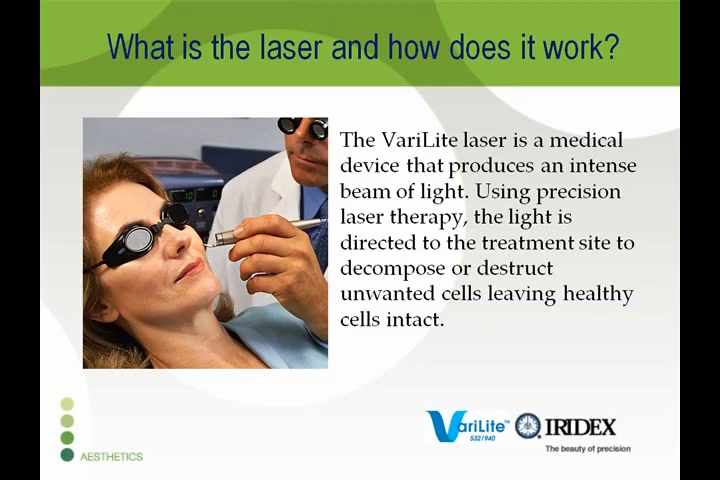 What is the laser and how does it work?
The VariLite laser is a medical
device that produces an intense
beam of light. Using precision
laser therapy, the light is
directed to the treatment site to
decompose or destruct
unwanted cells leaving healthy
cells intact.
VariLite™
532/940
IRIDEX
The beauty of precision
AESTHETICS